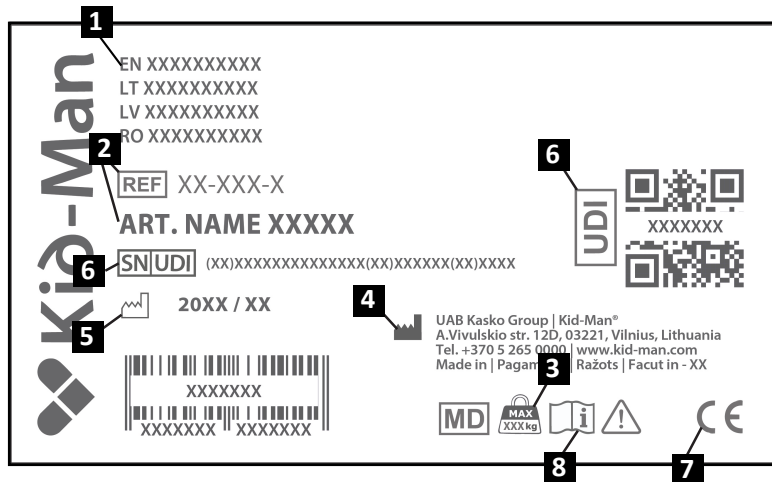 1
EN XXXXXXXXXX
LT XXXXXXXXXX
LV XXXXXXXXXX
RO XXXXXXXXXX
2
REF XX-XXX-X
ART. NAME XXXXX
6
SN UDI (XX)XXXXXXXXXXXXXX(XX)XXXXXX(XX)XXXX
5
20XX / XX
Kid-Man
XXXXXXX
XXXXXXX XXXXXXX
6
UDI
XXXXXXX
4
UAB Kasko Group | Kid-Man®
A.Vivulskio str. 12D, 03221, Vilnius, Lithuania
Tel. +370 5 265 0000 | www.kid-man.com
Made in | Ražots | Facut in - XX
3
MD
MAX
XXX kg
i
!
CE
8
7